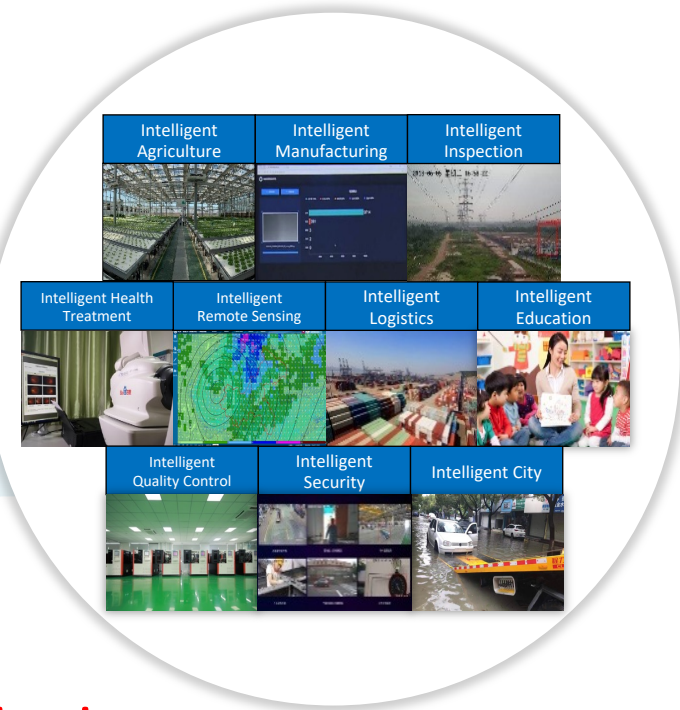 Intelligent
Agriculture
Intelligent
Manufacturing
Intelligent
Inspection
Intelligent Health
Treatment
Intelligent
Remote Sensing
Intelligent
Logistics
Intelligent
Education
Intelligent
Quality Control
Intelligent
Security
Intelligent City